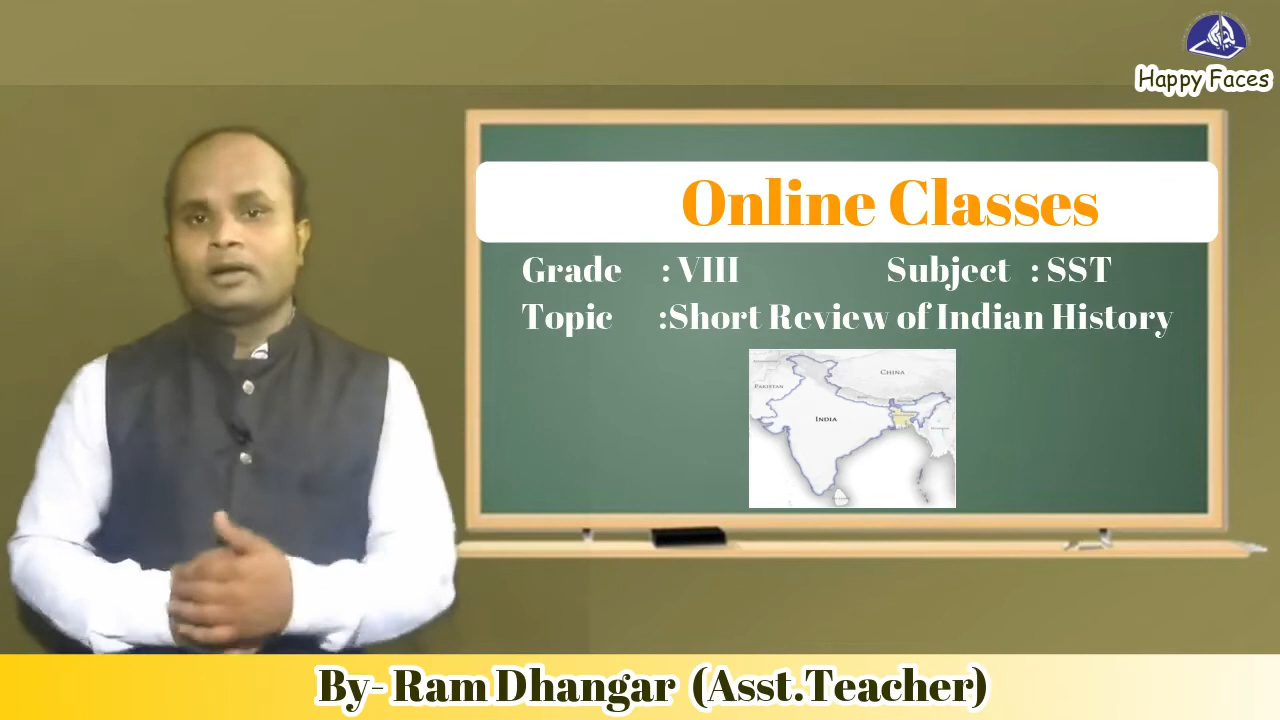 Happy Faces
Online Classes
Grade : VIII Subject : SST
Topic :Short Review of Indian History
CHINA
PAKISTAN
INDIA
By- Ram Dhangar (Asst.Teacher)